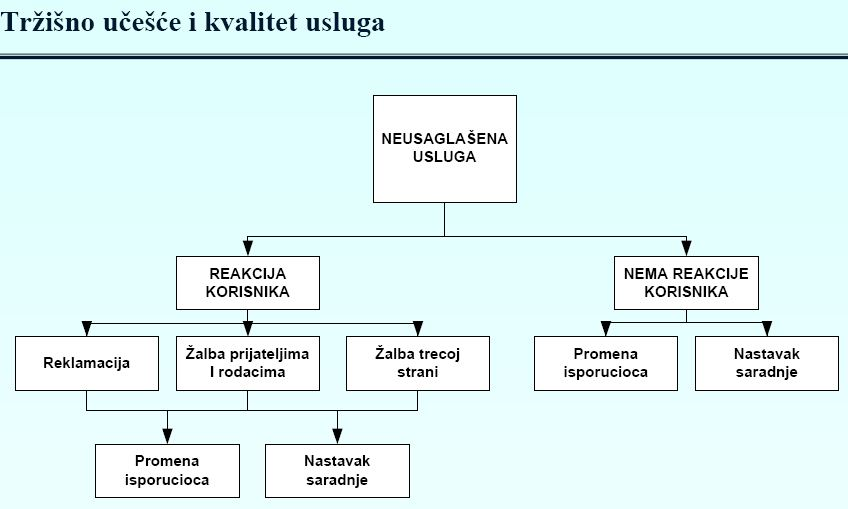 Tržišno učešće i kvalitet usluga
NEUSAGLAŠENA
USLUGA
REAKCIJA
KORISNIKA
NEMA REAKCIJE
KORISNIKA
Reklamacija
Žalba prijateljima
I rodacima
Žalba trecoj
strani
Promena
isporucioca
Nastavak
saradnje
Promena
isporucioca
Nastavak
saradnje